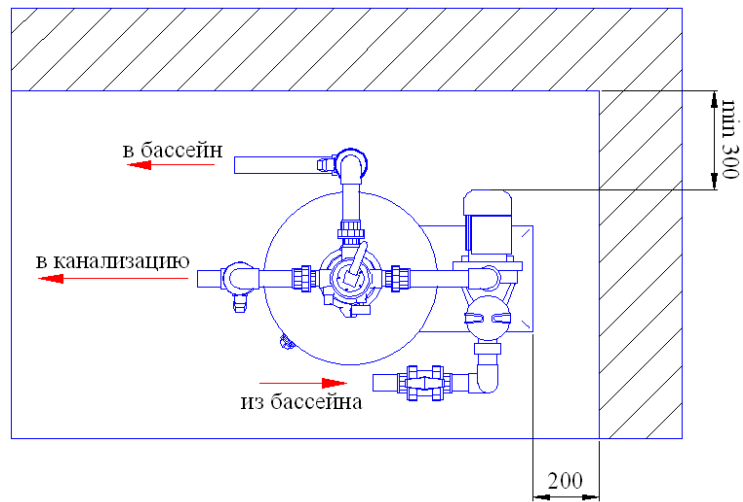 в бассейн
min 300
в канализацию
из бассейна
200